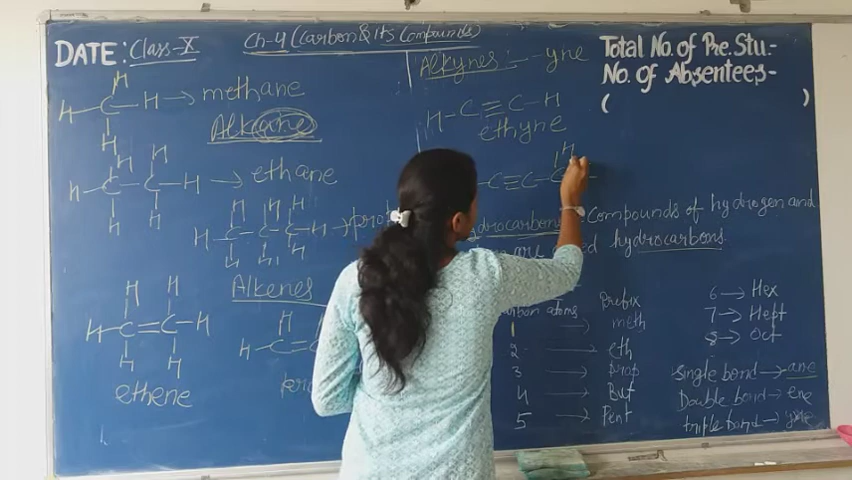 DATE: Class-X
Ch-4 (Carbon & Its Compounds)
Total No. of Pre. Stu:-
No. of Absentees-
( )
Alkynes :- - yne
H-C≡C-H
ethyne
-C≡C-C-
H
H
H-C-H → methane
H
Alkane
H H
H-C-C-H → ethane
H H
H H H
H-C-C-C-H →
H H H
Compounds of hydrogen and
are hydrocarbons.
Alkenes
H H
H-C=C-H
H H
ethene
H
H-C=C
atoms Prefix
1 → meth
2 → eth
3 → prop
4 → But
5 → Pent
6 → Hex
7 → Hept
8 → Oct
Single bond → ane
Double bond → ene
triple bond → yne